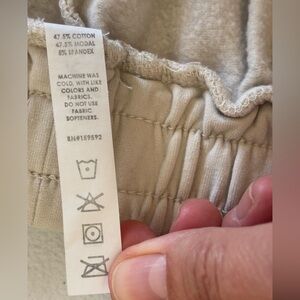 47.5% COTTON
47.5% MODAL
5% SPANDEX
MACHINE WASH
COLD, WITH LIKE
COLORS AND
FABRICS.
DO NOT USE
FABRIC
SOFTENERS.
RN#159592